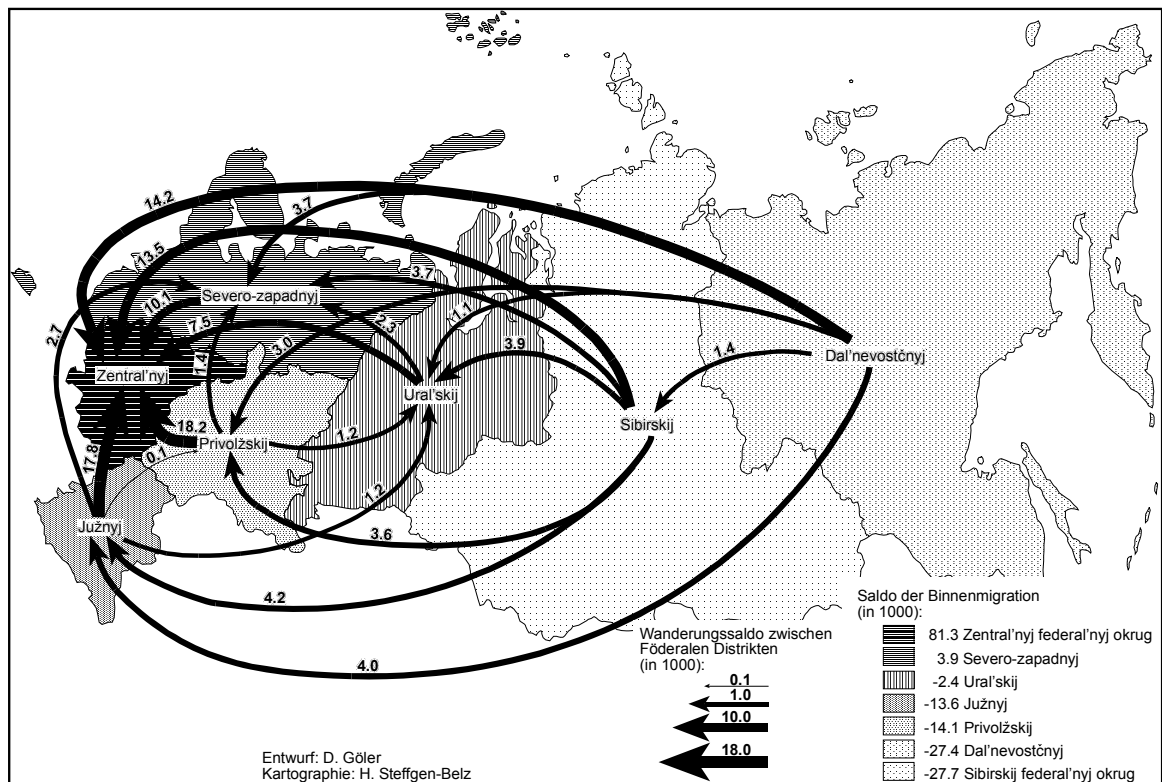 14.2
3.7
13.5
3.7
Severo-zapadnyj
10.1
2.3
1.1
7.5
2.7
3.0
3.9
1.4
Dal'nevostčnyj
1.4
Zentral'nyj
Ural'skij
Sibirskij
18.2
Privolžskij
1.2
17.8
0.1
1.2
Južnyj
3.6
4.2
4.0
Wanderungssaldo zwischen
Föderalen Distrikten
(in 1000):
0.1
1.0
10.0
18.0
Saldo der Binnenmigration
(in 1000):
81.3 Zentral'nyj federal'nyj okrug
3.9 Severo-zapadnyj
-2.4 Ural'skij
-13.6 Južnyj
-14.1 Privolžskij
-27.4 Dal'nevostčnyj
-27.7 Sibirskij federal'nyj okrug
Entwurf: D. Göler
Kartographie: H. Steffgen-Belz